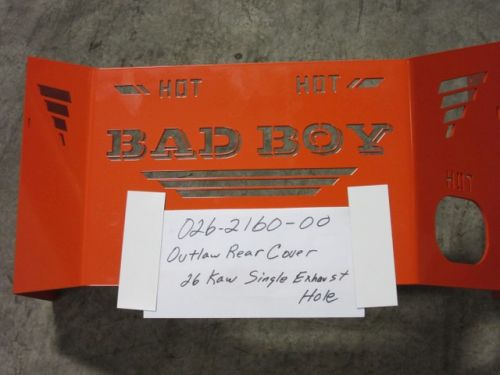 HOT HOT
BAD BOY
HOT
026-2160-00
Outlaw Rear Cover
26 Kaw Single Exhaust
Hole